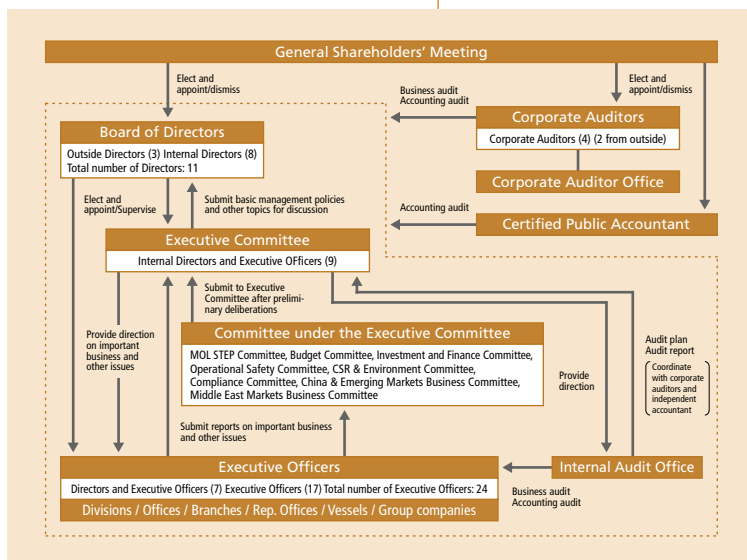 General Shareholders' Meeting
Elect and
appoint/dismiss
Business audit
Accounting audit
Elect and
appoint/dismiss
Board of Directors
Outside Directors (3) Internal Directors (8)
Total number of Directors: 11
Corporate Auditors
Corporate Auditors (4) (2 from outside)
Corporate Auditor Office
Elect and
appoint/Supervise
Submit basic management policies
and other topics for discussion
Accounting audit
Certified Public Accountant
Executive Committee
Internal Directors and Executive OFficers (9)
Submit to Executive
Committee after prelimi-
nary deliberations
Provide direction
on important
business and
other issues
Committee under the Executive Committee
MOL STEP Committee, Budget Committee, Investment and Finance Committee,
Operational Safety Committee, CSR & Environment Committee,
Compliance Committee, China & Emerging Markets Business Committee,
Middle East Markets Business Committee
Provide
direction
Audit plan
Audit report
Coordinate
with corporate
auditors and
independent
accountant
Submit reports on important business
and other issues
Executive Officers
Directors and Executive Officers (7) Executive Officers (17) Total number of Executive Officers: 24
Divisions / Offices / Branches / Rep. Offices / Vessels / Group companies
Internal Audit Office
Business audit
Accounting audit